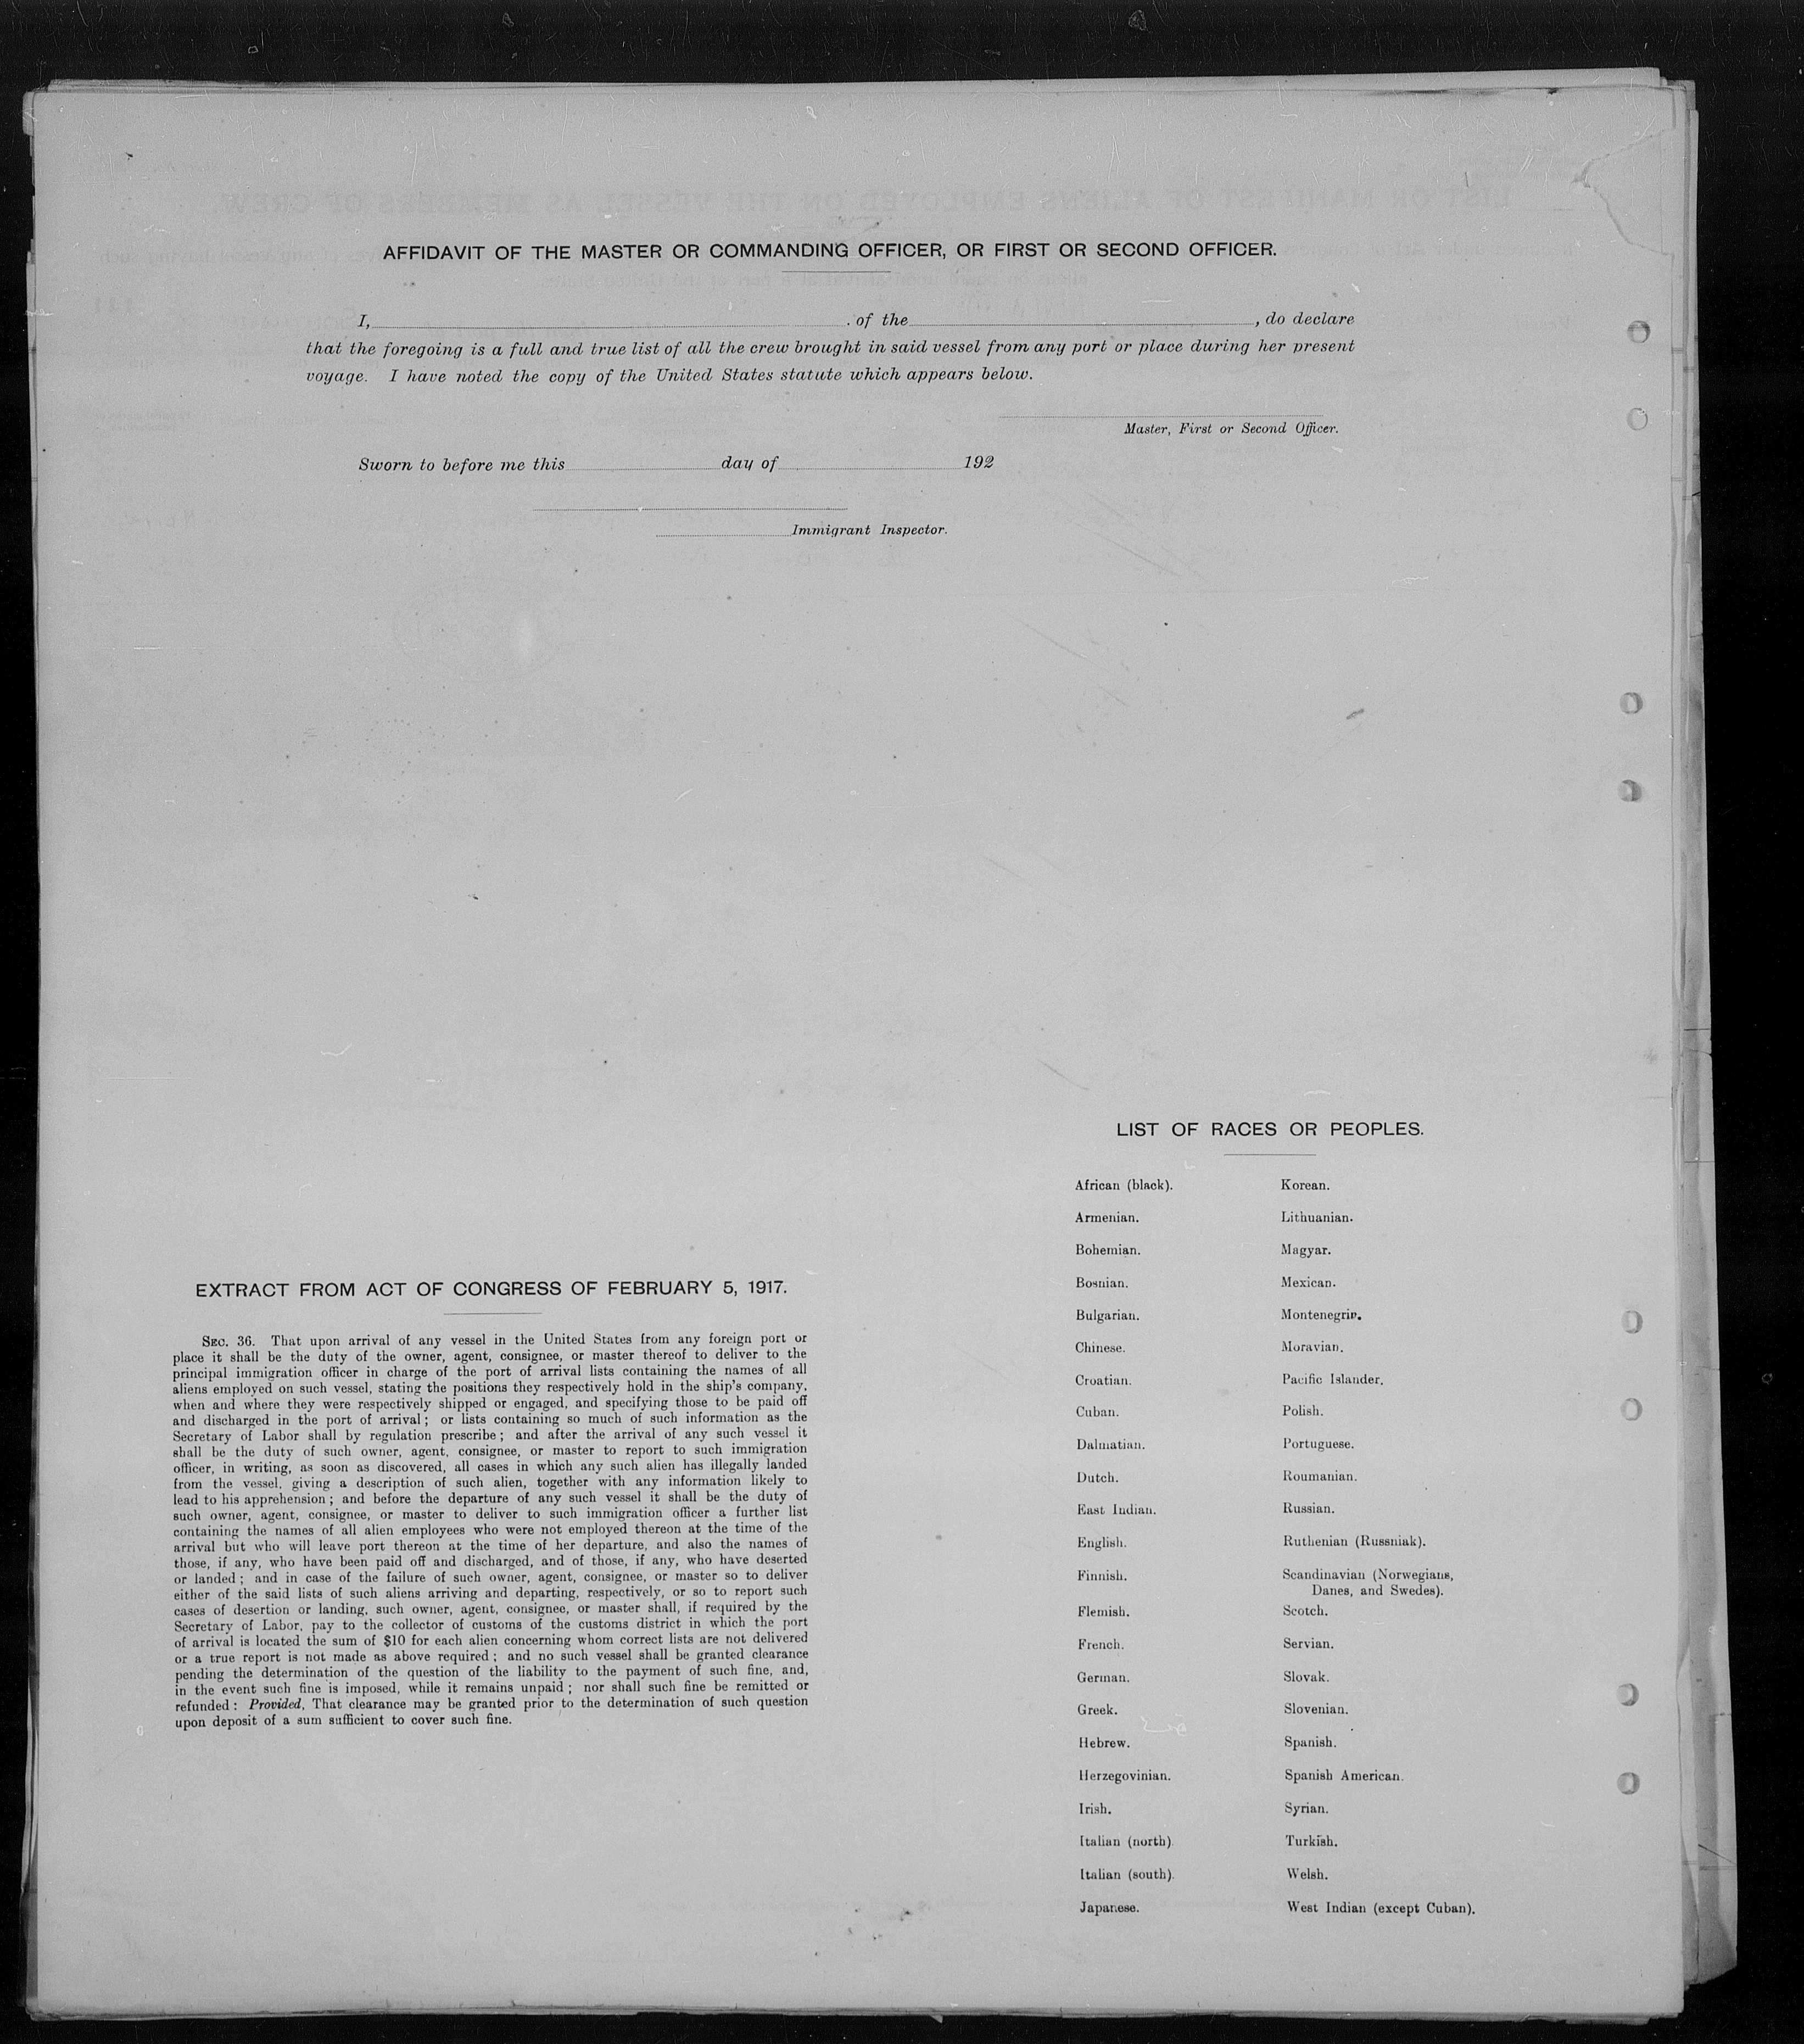 AFFIDAVIT OF THE MASTER OR COMMANDING OFFICER, OR FIRST OR SECOND OFFICER.
I, of the , do declare
that the foregoing is a full and true list of all the crew brought in said vessel from any port or place during her present
voyage. I have noted the copy of the United States statute which appears below.
Master, First or Second Officer.
Sworn to before me this day of 192
Immigrant Inspector.
EXTRACT FROM ACT OF CONGRESS OF FEBRUARY 5, 1917.
SEC. 36. That upon arrival of any vessel in the United States from any foreign port or
place it shall be the duty of the owner, agent, consignee, or master thereof to deliver to the
principal immigration officer in charge of the port of arrival lists containing the names of all
aliens employed on such vessel, stating the positions they respectively hold in the ship's company,
when and where they were respectively shipped or engaged, and specifying those to be paid off
and discharged in the port of arrival; or lists containing so much of such information as the
Secretary of Labor shall by regulation prescribe; and after the arrival of any such vessel it
shall be the duty of such owner, agent, consignee, or master to report to such immigration
officer, in writing, as soon as discovered, all cases in which any such alien has illegally landed
from the vessel, giving a description of such alien, together with any information likely to
lead to his apprehension; and before the departure of any such vessel it shall be the duty of
such owner, agent, consignee, or master to deliver to such immigration officer a further list
containing the names of all alien employees who were not employed thereon at the time of the
arrival but who will leave port thereon at the time of her departure, and also the names of
those, if any, who have been paid off and discharged, and of those, if any, who have deserted
or landed; and in case of the failure of such owner, agent, consignee, or master so to deliver
either of the said lists of such aliens arriving and departing, respectively, or so to report such
cases of desertion or landing, such owner, agent, consignee, or master shall, if required by the
Secretary of Labor, pay to the collector of customs of the customs district in which the port
of arrival is located the sum of $10 for each alien concerning whom correct lists are not delivered
or a true report is not made as above required; and no such vessel shall be granted clearance
pending the determination of the question of the liability to the payment of such fine, and,
in the event such fine is imposed, while it remains unpaid; nor shall such fine be remitted or
refunded: Provided, That clearance may be granted prior to the determination of such question
upon deposit of a sum sufficient to cover such fine.
LIST OF RACES OR PEOPLES.
African (black).
Armenian.
Bohemian.
Bosnian.
Bulgarian.
Chinese.
Croatian.
Cuban.
Dalmatian.
Dutch.
East Indian.
English.
Finnish.
Flemish.
French.
German.
Greek.
Hebrew.
Herzegovinian.
Irish.
Italian (north).
Italian (south).
Japanese.
Korean.
Lithuanian.
Magyar.
Mexican.
Montenegrin.
Moravian.
Pacific Islander.
Polish.
Portuguese.
Roumanian.
Russian.
Ruthenian (Russniak).
Scandinavian (Norwegians,
Danes, and Swedes).
Scotch.
Servian.
Slovak.
Slovenian.
Spanish.
Spanish American.
Syrian.
Turkish.
Welsh.
West Indian (except Cuban).